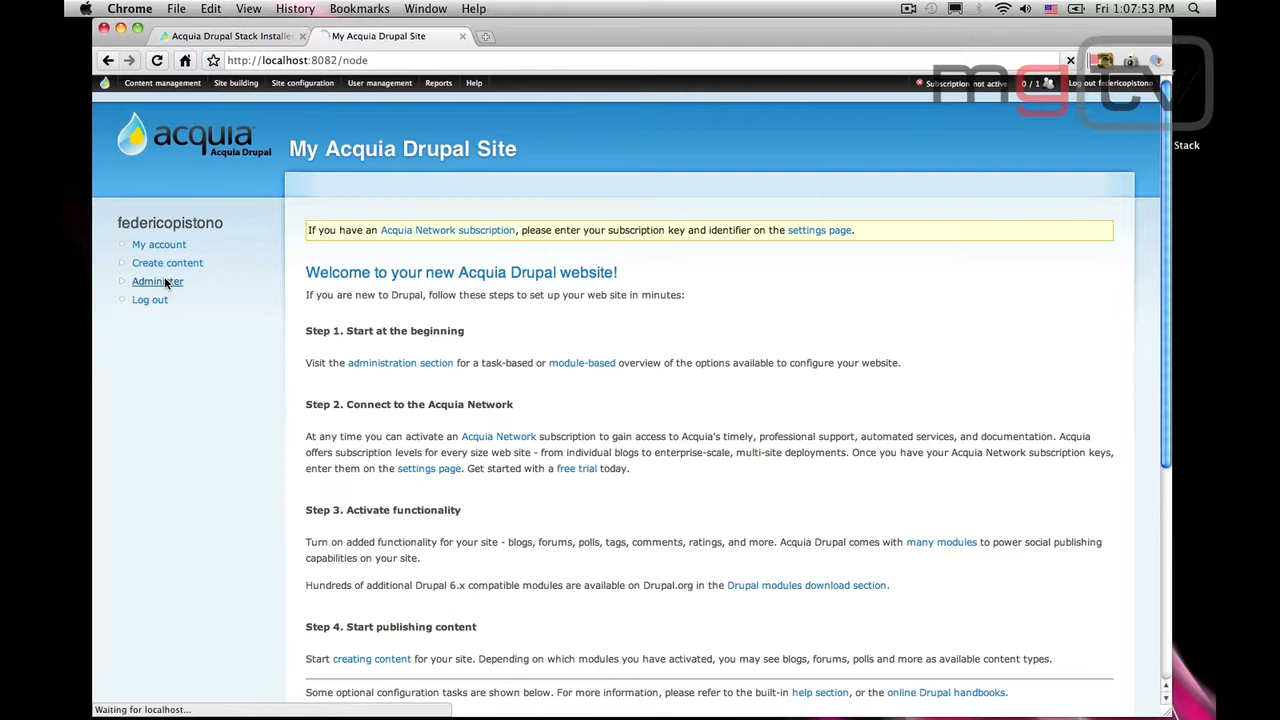 Chrome File Edit View History Bookmarks Window Help Fri 1:07:53 PM
Acquia Drupal Stack Installe My Acquia Drupal Site
http://localhost:8082/node
Content management Site building Site configuration User management Reports Help Subscription not active 0 / 1 Log out federicopistono
mgtv
Stack
acquia
Acquia Drupal
My Acquia Drupal Site
federicopistono
My account
Create content
Administer
Log out
If you have an Acquia Network subscription, please enter your subscription key and identifier on the settings page.
Welcome to your new Acquia Drupal website!
If you are new to Drupal, follow these steps to set up your web site in minutes:
Step 1. Start at the beginning
Visit the administration section for a task-based or module-based overview of the options available to configure your website.
Step 2. Connect to the Acquia Network
At any time you can activate an Acquia Network subscription to gain access to Acquia's timely, professional support, automated services, and documentation. Acquia
offers subscription levels for every size web site - from individual blogs to enterprise-scale, multi-site deployments. Once you have your Acquia Network subscription keys,
enter them on the settings page. Get started with a free trial today.
Step 3. Activate functionality
Turn on added functionality for your site - blogs, forums, polls, tags, comments, ratings, and more. Acquia Drupal comes with many modules to power social publishing
capabilities on your site.
Hundreds of additional Drupal 6.x compatible modules are available on Drupal.org in the Drupal modules download section.
Step 4. Start publishing content
Start creating content for your site. Depending on which modules you have activated, you may see blogs, forums, polls and more as available content types.
Some optional configuration tasks are shown below. For more information, please refer to the built-in help section, or the online Drupal handbooks.
Waiting for localhost...